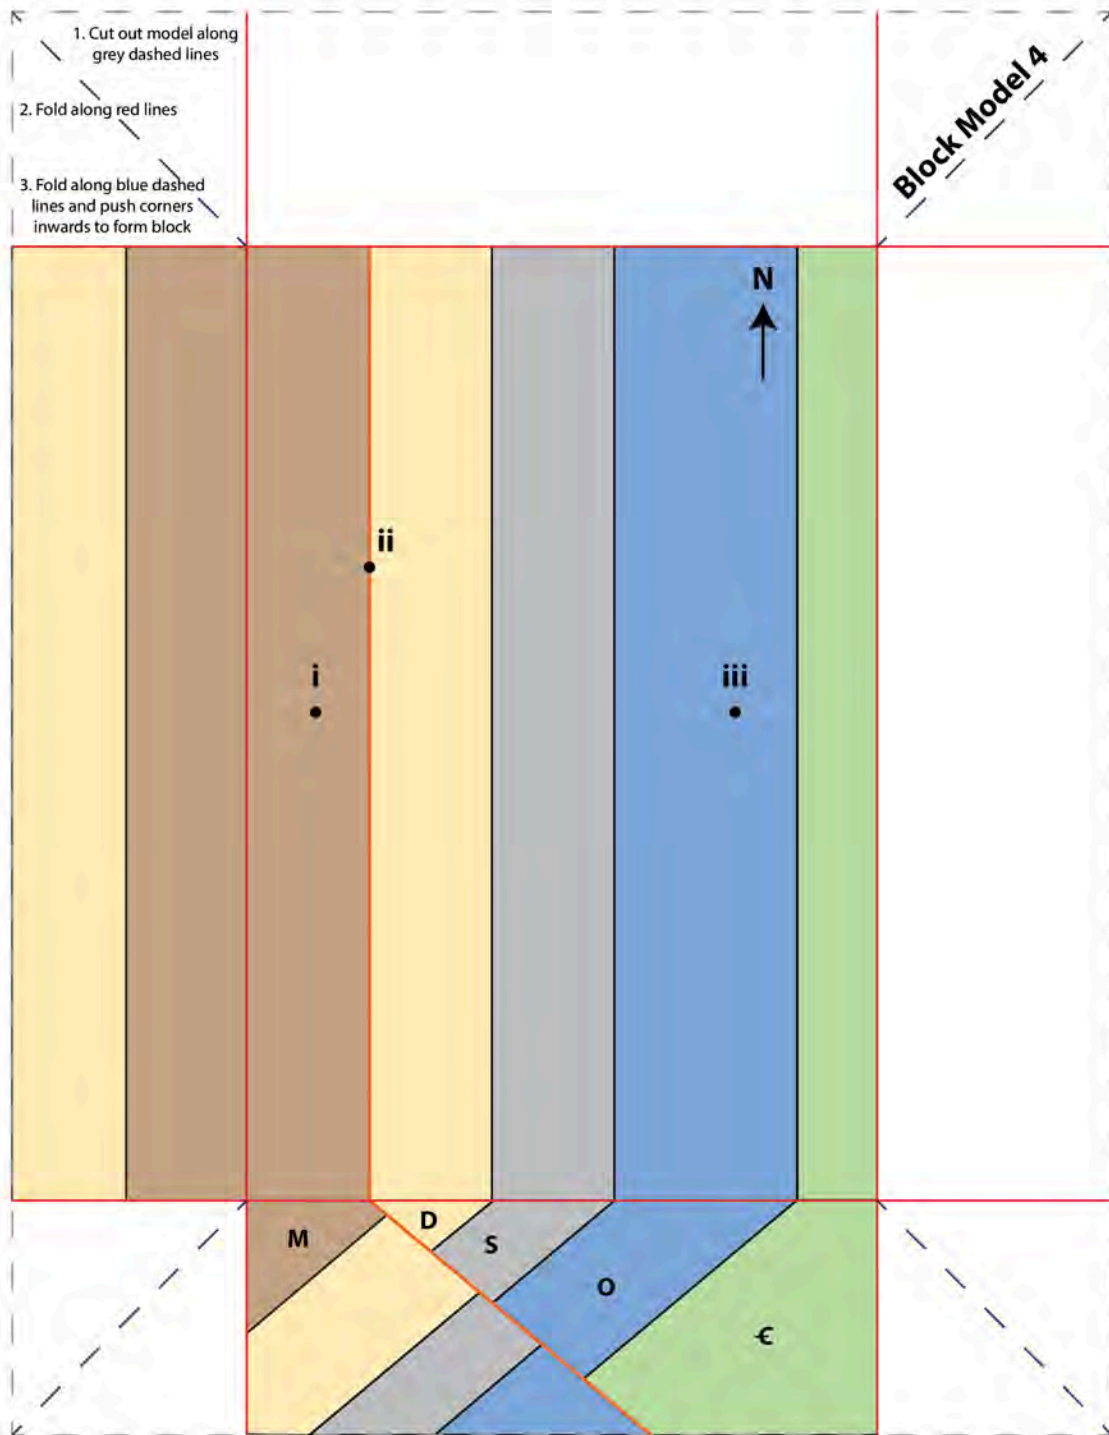 1. Cut out model along
grey dashed lines
2. Fold along red lines
3. Fold along blue dashed
lines and push corners
inwards to form block
Block Model 4
N
ii
i
iii
M
D
S
O
Є